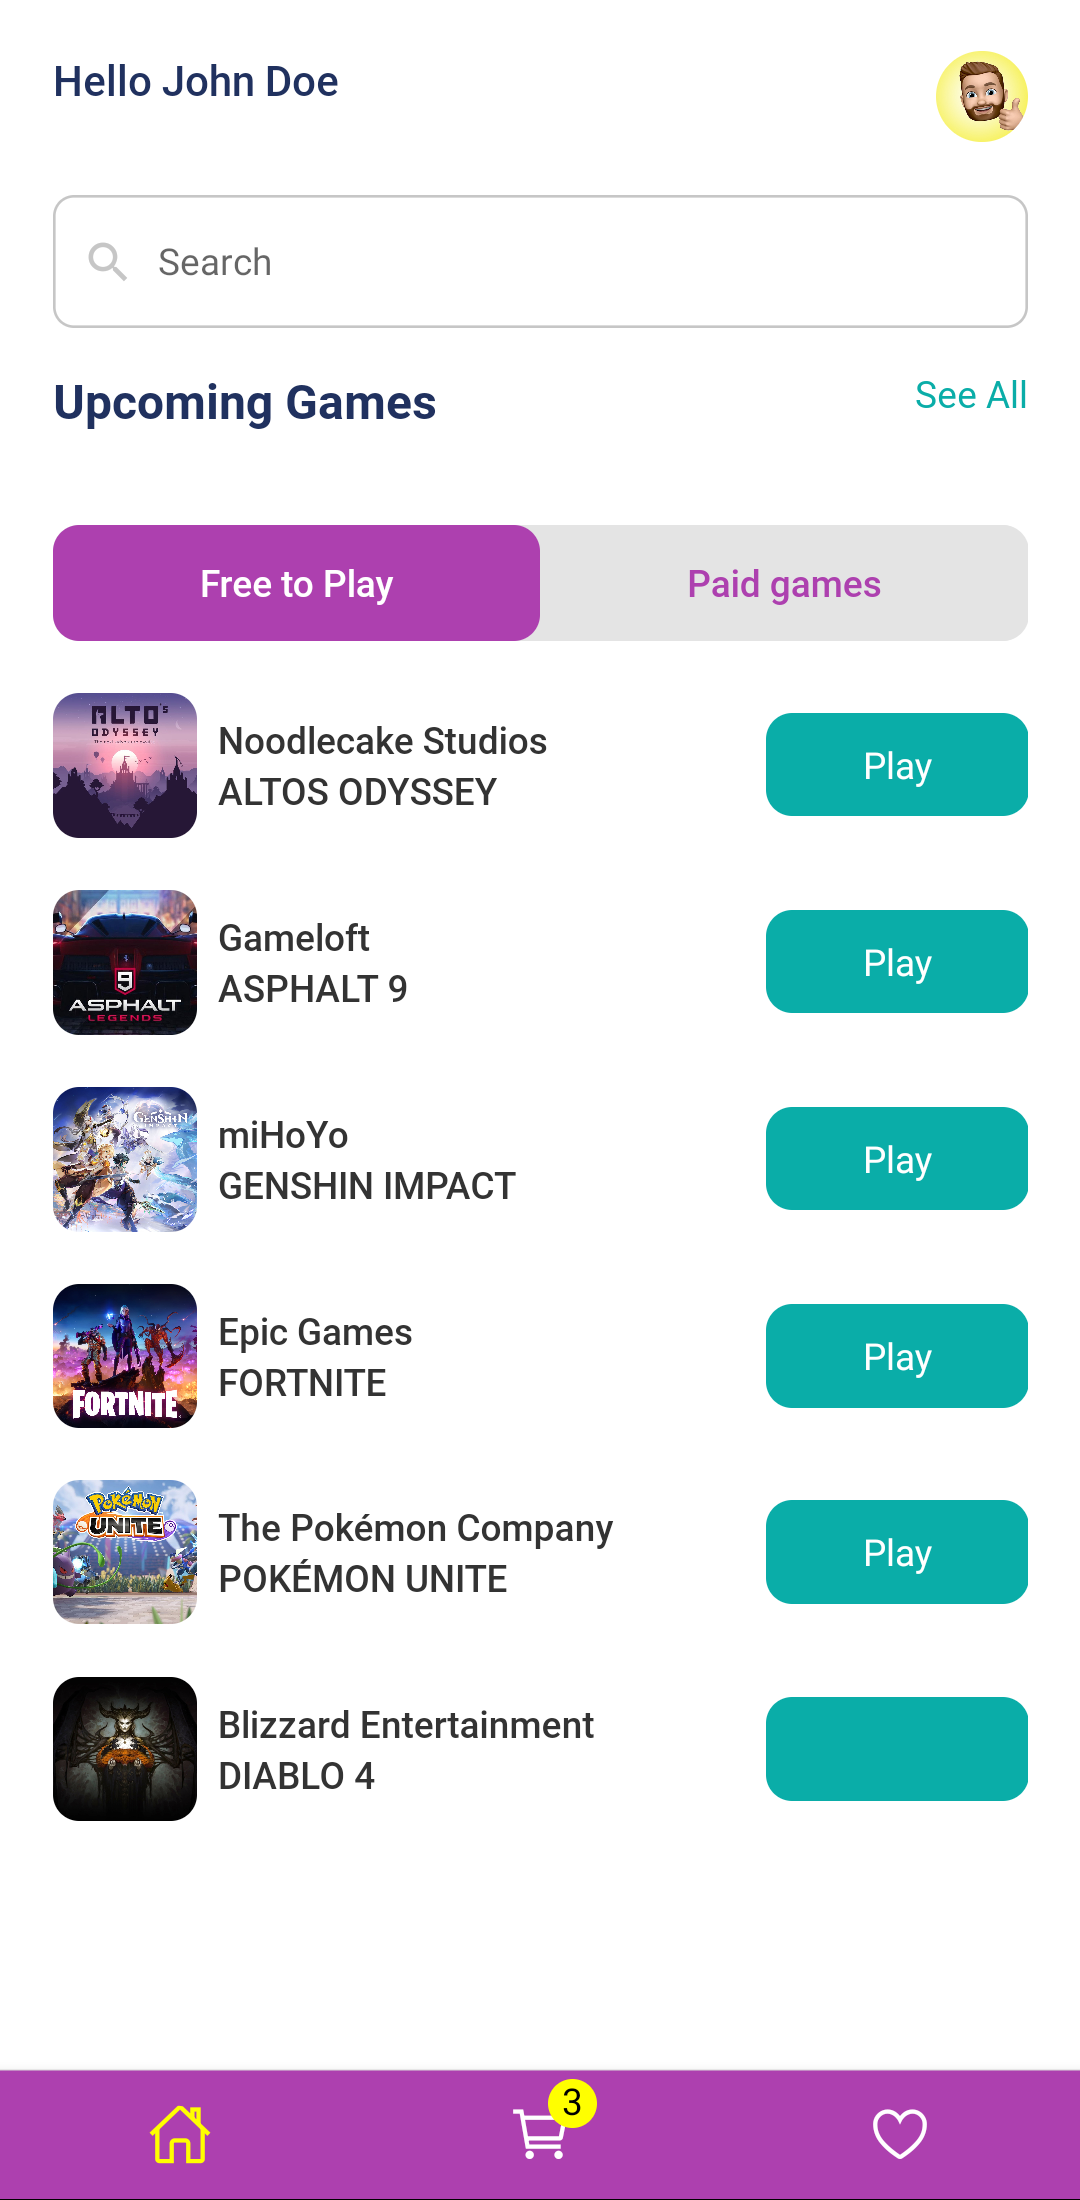 Hello John Doe
Search
Upcoming Games
See All
Free to Play
Paid games
ALTO'S
ODYSSEY
Noodlecake Studios
ALTOS ODYSSEY
Play
9
ASPHALT
LEGENDS
Gameloft
ASPHALT 9
Play
GENSHIN
IMPACT
miHoYo
GENSHIN IMPACT
Play
FORTNITE
Epic Games
FORTNITE
Play
POKéMON
UNITE
The Pokémon Company
POKÉMON UNITE
Play
Blizzard Entertainment
DIABLO 4
3